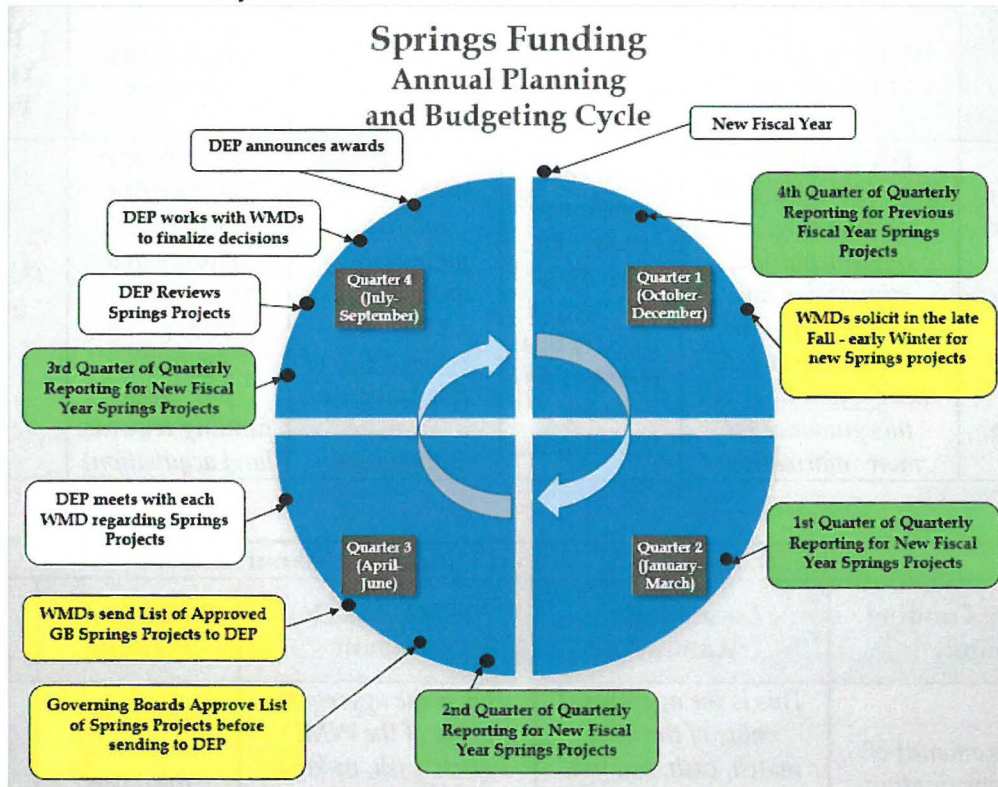 Springs Funding
Annual Planning
and Budgeting Cycle
New Fiscal Year
4th Quarter of Quarterly
Reporting for Previous
Fiscal Year Springs
Projects
Quarter 1
(October-
December)
WMDs solicit in the late
Fall - early Winter for
new Springs projects
1st Quarter of Quarterly
Reporting for New Fiscal
Year Springs Projects
Quarter 2
(January-
March)
2nd Quarter of Quarterly
Reporting for New Fiscal
Year Springs Projects
Governing Boards Approve List
of Springs Projects before
sending to DEP
WMDs send List of Approved
GB Springs Projects to DEP
Quarter 3
(April-
June)
DEP meets with each
WMD regarding Springs
Projects
3rd Quarter of Quarterly
Reporting for New Fiscal
Year Springs Projects
DEP Reviews
Springs Projects
Quarter 4
(July-
September)
DEP works with WMDs
to finalize decisions
DEP announces awards